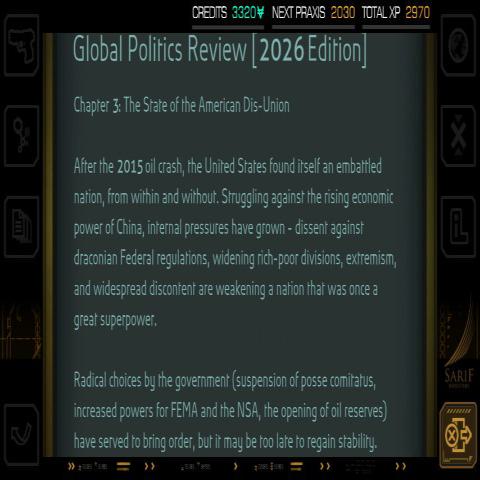 CREDITS 3320 NEXT PRAXIS 2030 TOTAL XP 2970
Global Politics Review [2026 Edition]
Chapter 3: The State of the American Dis-Union
After the 2015 oil crash, the United States found itself an embattled
nation, from within and without. Struggling against the rising economic
power of China, internal pressures have grown - dissent against
draconian Federal regulations, widening rich-poor divisions, extremism,
and widespread discontent are weakening a nation that was once a
great superpower.
Radical choices by the government (suspension of posse comitatus,
increased powers for FEMA and the NSA, the opening of oil reserves)
have served to bring order, but it may be too late to regain stability.
SARIF